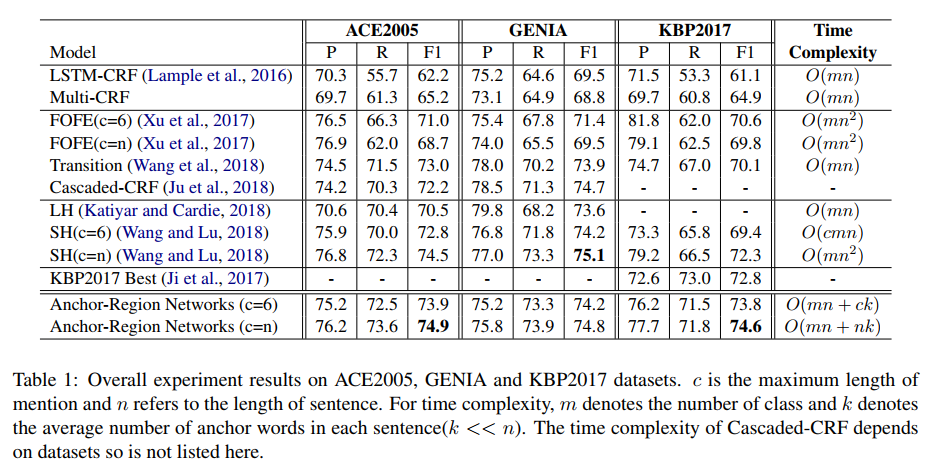 ACE2005 GENIA KBP2017 Time
Model P R F1 P R F1 P R F1 Complexity
LSTM-CRF (Lample et al., 2016) 70.3 55.7 62.2 75.2 64.6 69.5 71.5 53.3 61.1 O(mn)
Multi-CRF 69.7 61.3 65.2 73.1 64.9 68.8 69.7 60.8 64.9 O(mn)
FOFE(c=6) (Xu et al., 2017) 76.5 66.3 71.0 75.4 67.8 71.4 81.8 62.0 70.6 O(mn²)
FOFE(c=n) (Xu et al., 2017) 76.9 62.0 68.7 74.0 65.5 69.5 79.1 62.5 69.8 O(mn²)
Transition (Wang et al., 2018) 74.5 71.5 73.0 78.0 70.2 73.9 74.7 67.0 70.1 O(mn)
Cascaded-CRF (Ju et al., 2018) 74.2 70.3 72.2 78.5 71.3 74.7 - - - -
LH (Katiyar and Cardie, 2018) 70.6 70.4 70.5 79.8 68.2 73.6 - - - O(mn)
SH(c=6) (Wang and Lu, 2018) 75.9 70.0 72.8 76.8 71.8 74.2 73.3 65.8 69.4 O(cmn)
SH(c=n) (Wang and Lu, 2018) 76.8 72.3 74.5 77.0 73.3 75.1 79.2 66.5 72.3 O(mn²)
KBP2017 Best (Ji et al., 2017) - - - - - - 72.6 73.0 72.8 -
Anchor-Region Networks (c=6) 75.2 72.5 73.9 75.2 73.3 74.2 76.2 71.5 73.8 O(mn + ck)
Anchor-Region Networks (c=n) 76.2 73.6 74.9 75.8 73.9 74.8 77.7 71.8 74.6 O(mn + nk)
Table 1: Overall experiment results on ACE2005, GENIA and KBP2017 datasets. c is the maximum length of
mention and n refers to the length of sentence. For time complexity, m denotes the number of class and k denotes
the average number of anchor words in each sentence(k << n). The time complexity of Cascaded-CRF depends
on datasets so is not listed here.